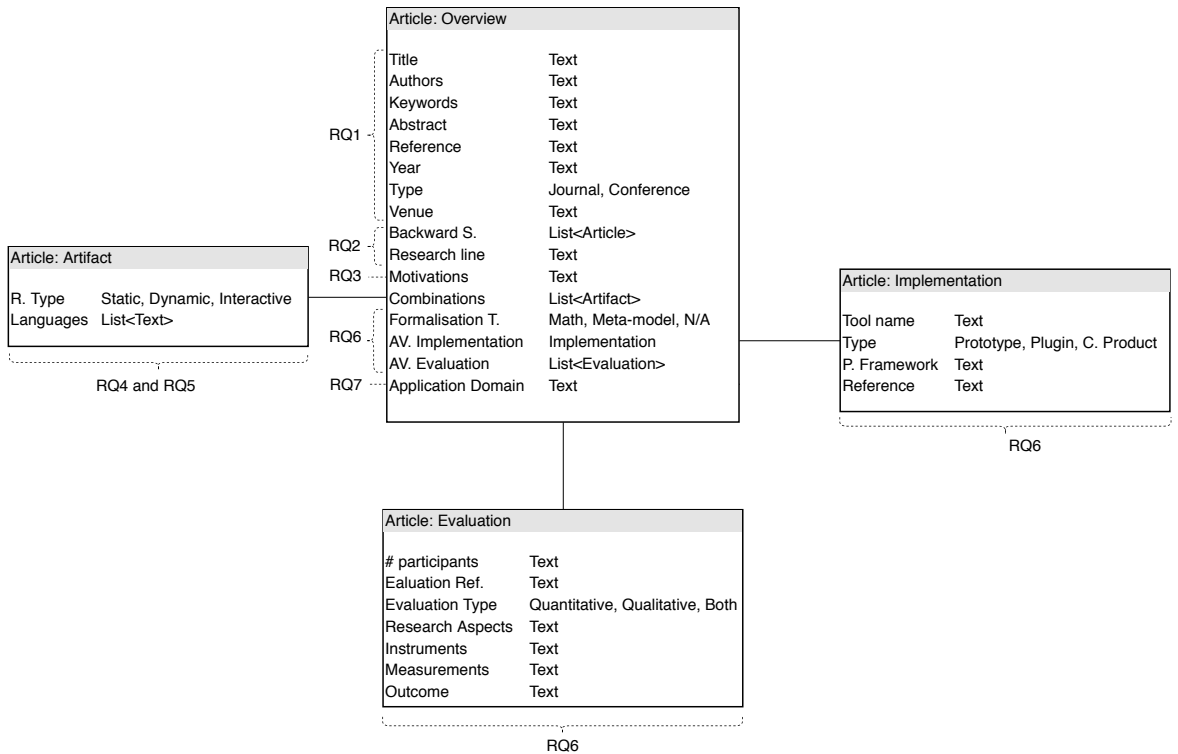 Article: Overview
Title Text
Authors Text
Keywords Text
Abstract Text
RQ1
Reference Text
Year Text
Type Journal, Conference
Venue Text
RQ2
Backward S. List<Article>
Research line Text
RQ3 Motivations Text
Combinations List<Artifact>
RQ6
Formalisation T. Math, Meta-model, N/A
AV. Implementation Implementation
AV. Evaluation List<Evaluation>
RQ7 Application Domain Text
Article: Artifact
R. Type Static, Dynamic, Interactive
Languages List<Text>
RQ4 and RQ5
Article: Implementation
Tool name Text
Type Prototype, Plugin, C. Product
P. Framework Text
Reference Text
RQ6
Article: Evaluation
# participants Text
Ealuation Ref. Text
Evaluation Type Quantitative, Qualitative, Both
Research Aspects Text
Instruments Text
Measurements Text
Outcome Text
RQ6